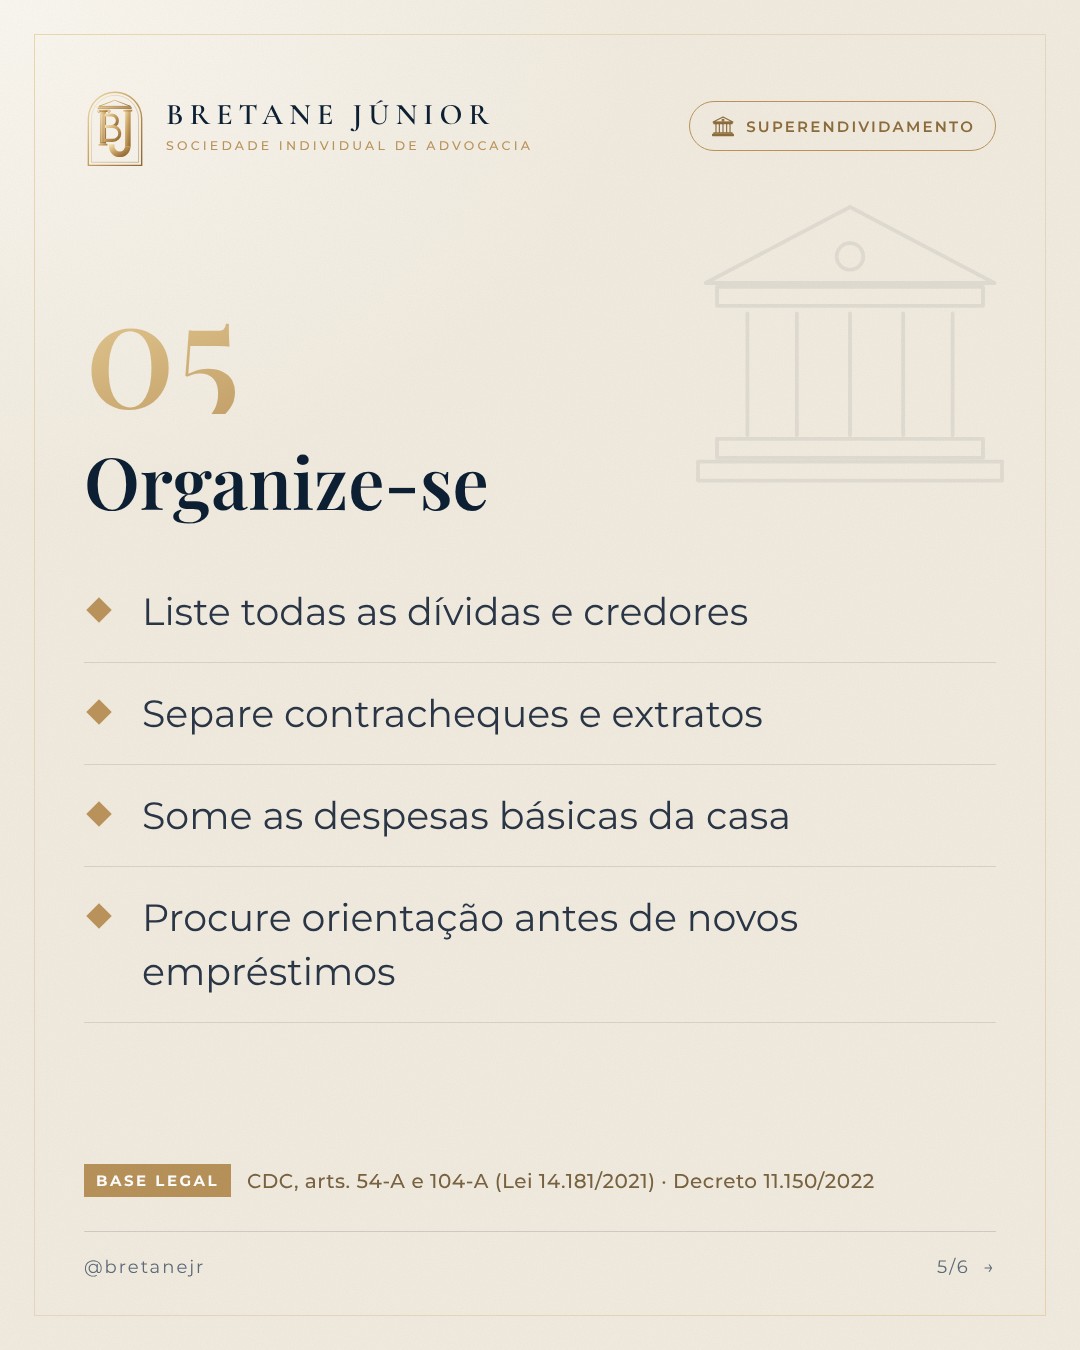 BJ
BRETANE JÚNIOR
SOCIEDADE INDIVIDUAL DE ADVOCACIA
SUPERENDIVIDAMENTO
05
Organize-se
Liste todas as dívidas e credores
Separe contracheques e extratos
Some as despesas básicas da casa
Procure orientação antes de novos
empréstimos
BASE LEGAL CDC, arts. 54-A e 104-A (Lei 14.181/2021) · Decreto 11.150/2022
@bretanejr
5/6 →